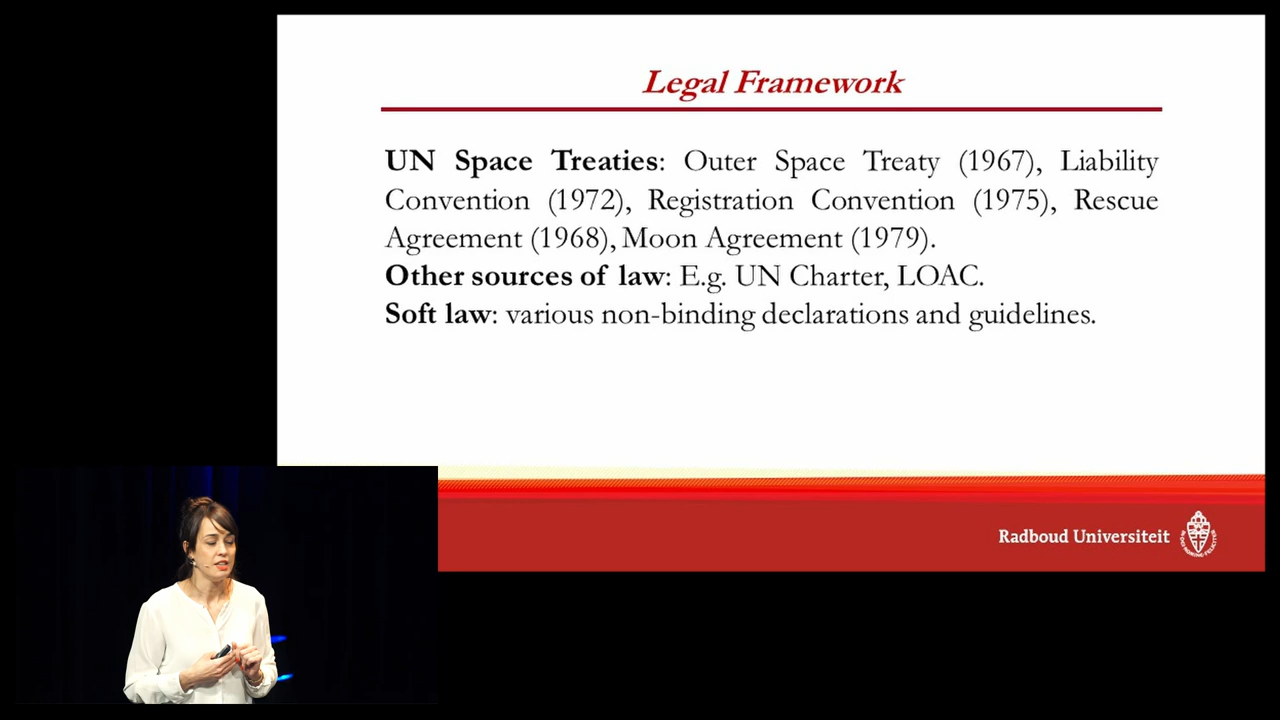 Legal Framework
UN Space Treaties: Outer Space Treaty (1967), Liability
Convention (1972), Registration Convention (1975), Rescue
Agreement (1968), Moon Agreement (1979).
Other sources of law: E.g. UN Charter, LOAC.
Soft law: various non-binding declarations and guidelines.
Radboud Universiteit